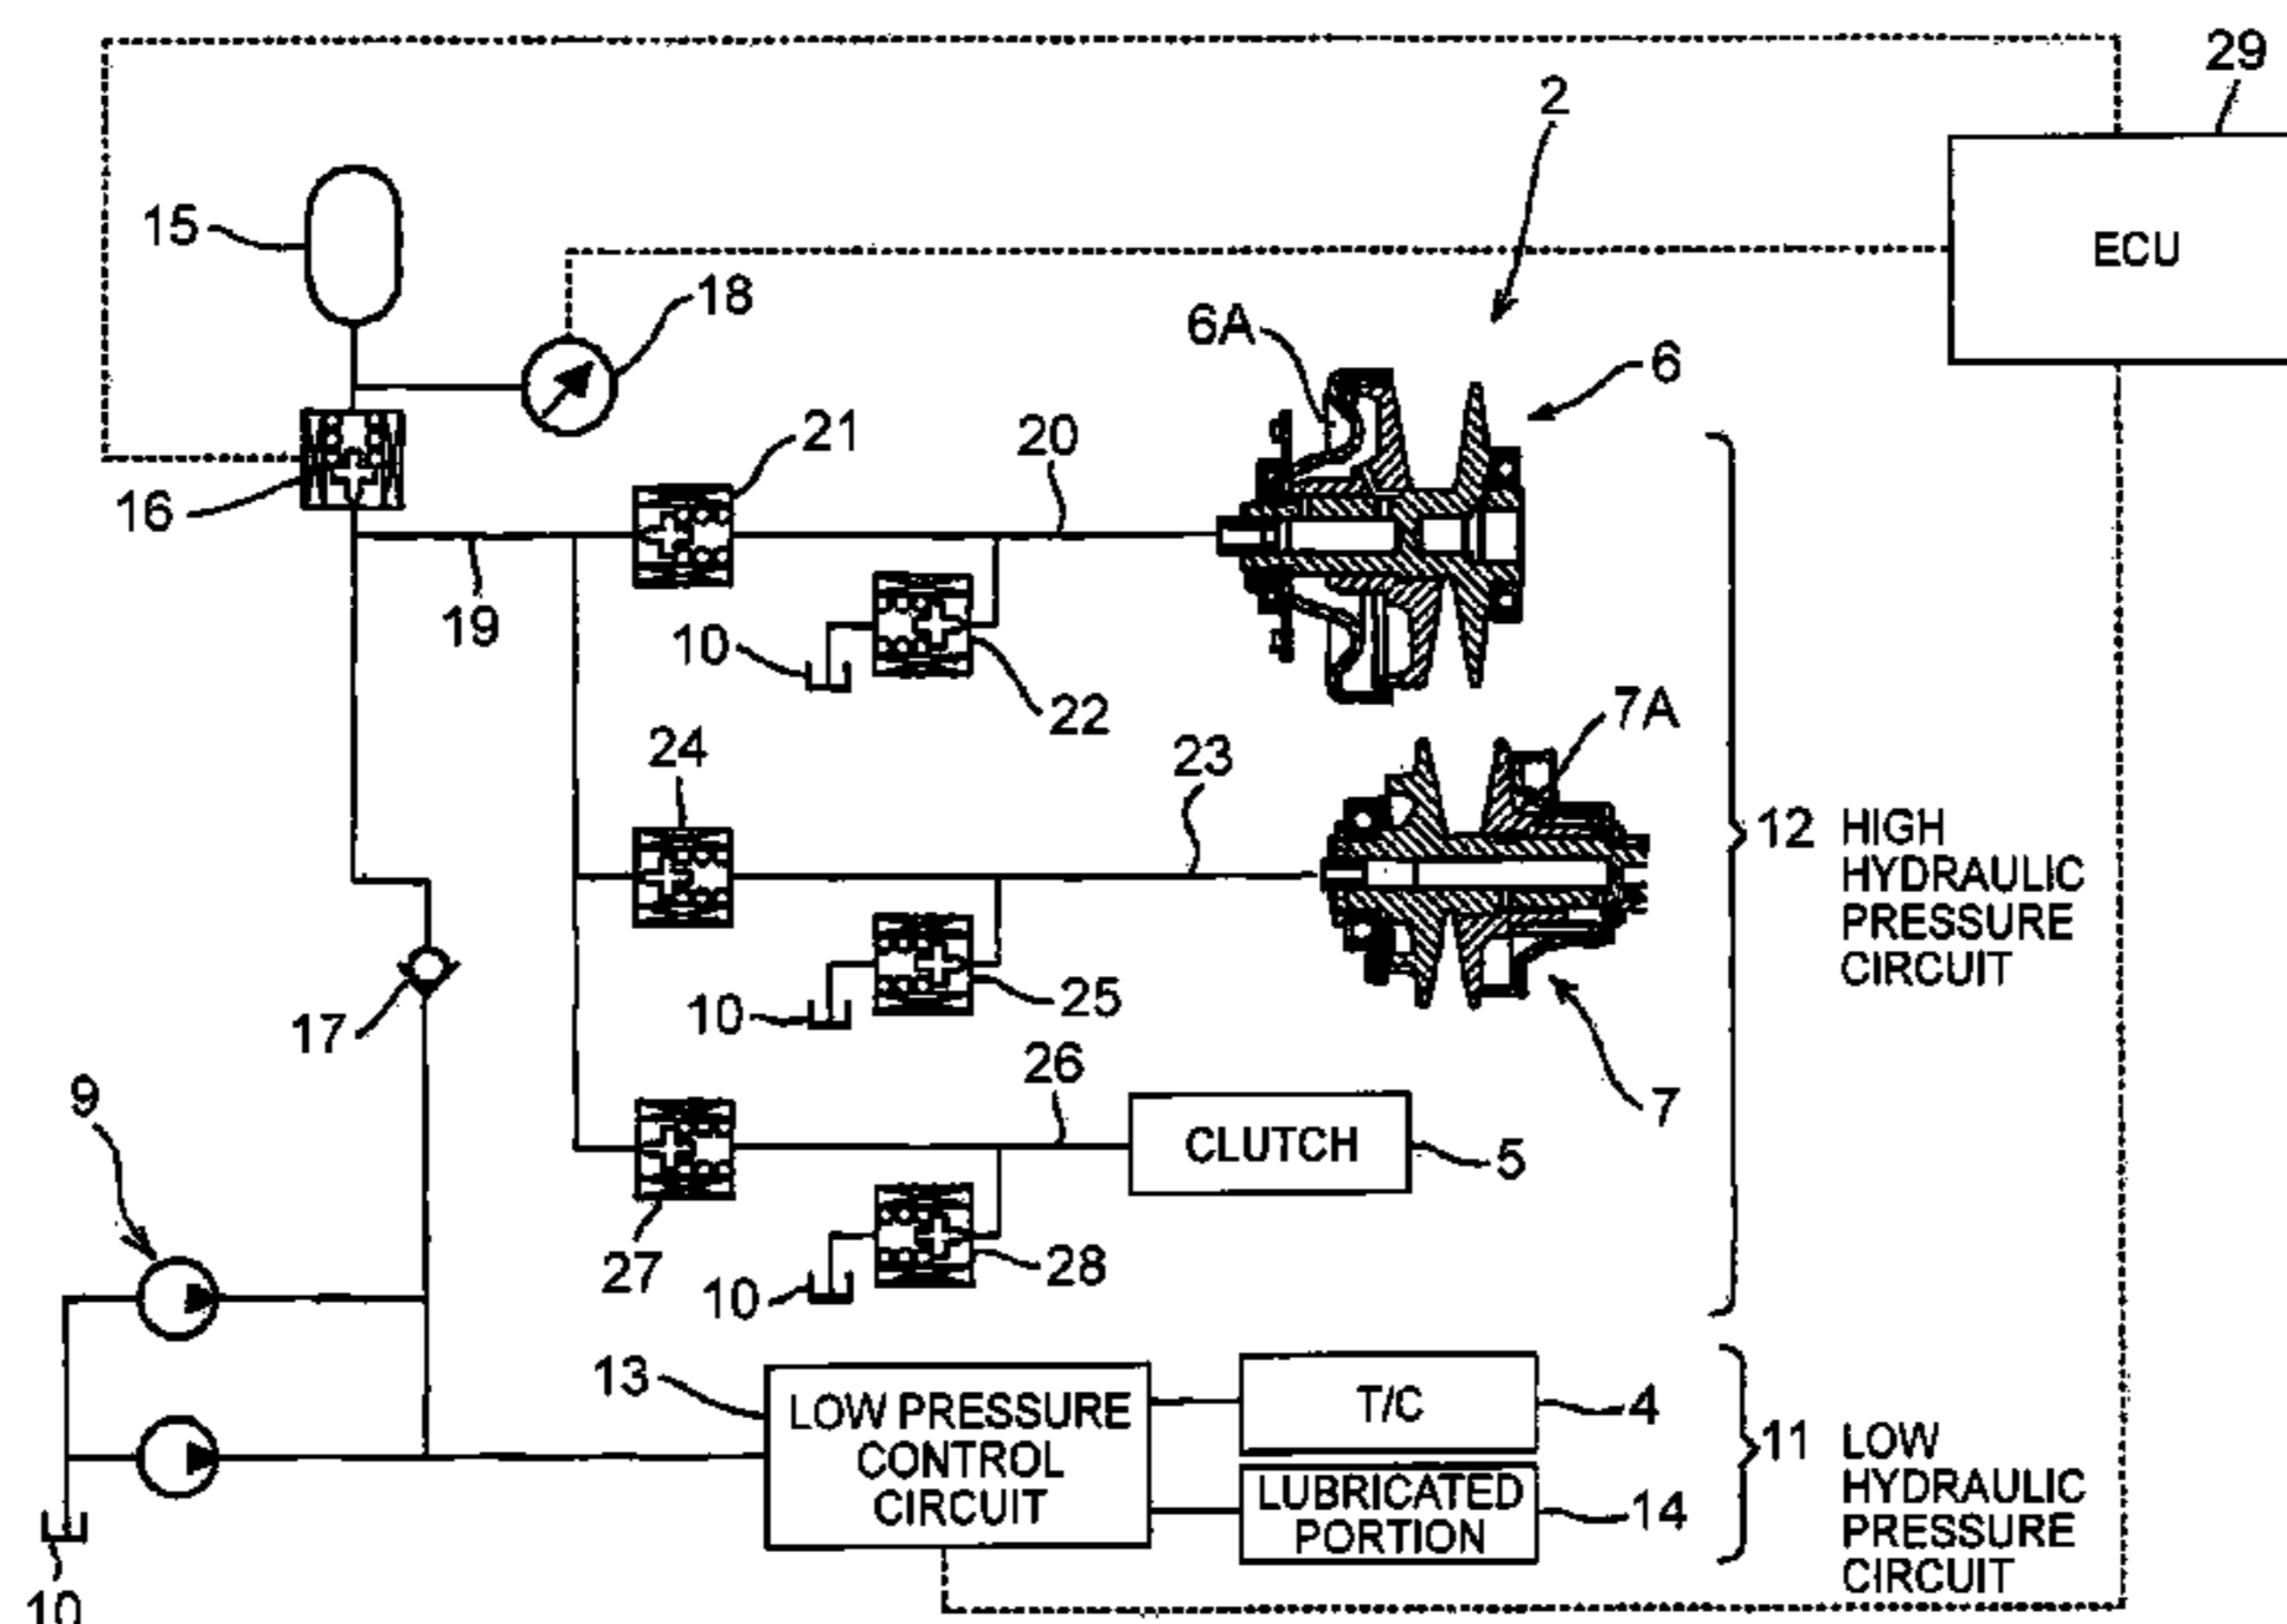 29
2
ECU
15
18
6A
6
21
20
16
19
10
22
7A
24
23
12 HIGH
HYDRAULIC
PRESSURE
CIRCUIT
10
25
17
7
26
9
CLUTCH
5
27
10
28
13
LOW PRESSURE
CONTROL
CIRCUIT
T/C
4
LUBRICATED
PORTION
14
11 LOW
HYDRAULIC
PRESSURE
CIRCUIT
10